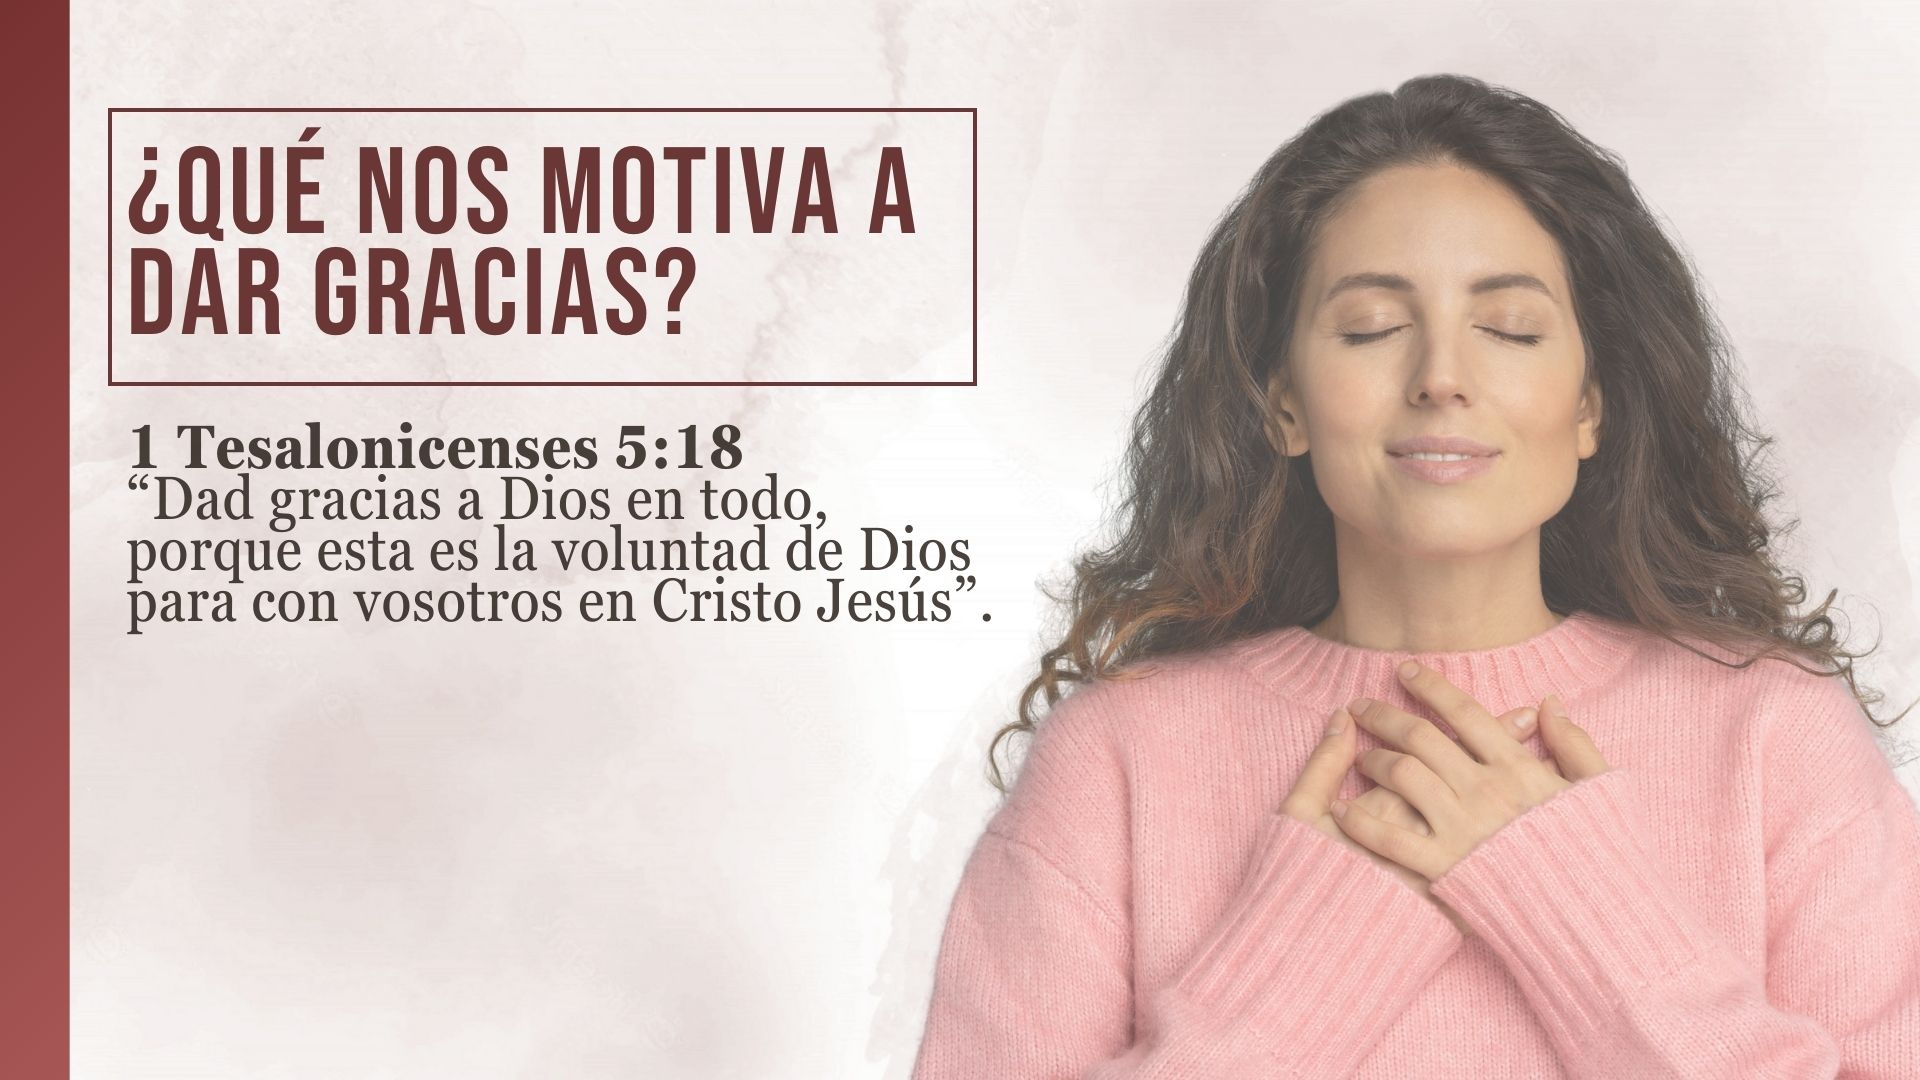 ¿QUÉ NOS MOTIVA A
DAR GRACIAS?
1 Tesalonicenses 5:18
“Dad gracias a Dios en todo,
porque esta es la voluntad de Dios
para con vosotros en Cristo Jesús”.